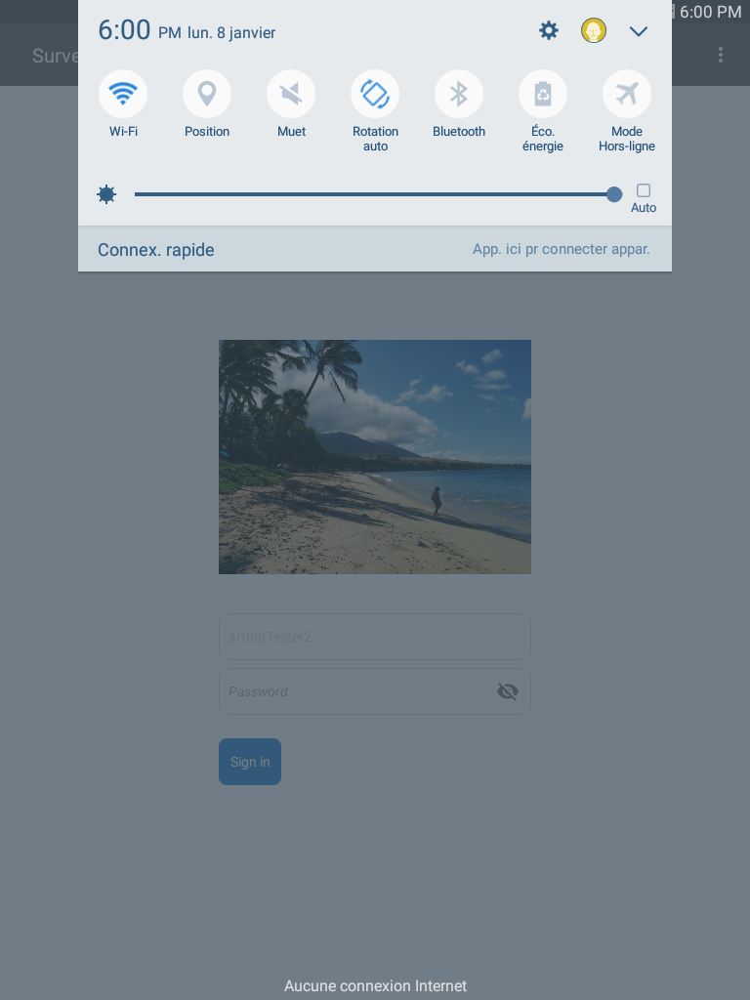 6:00 PM
6:00 PM lun. 8 janvier
Surve
Wi-Fi
Position
Muet
Rotation
auto
Bluetooth
Éco.
énergie
Mode
Hors-ligne
Auto
Connex. rapide
App. ici pr connecter appar.
arthurTester2
Password
Sign in
Aucune connexion Internet